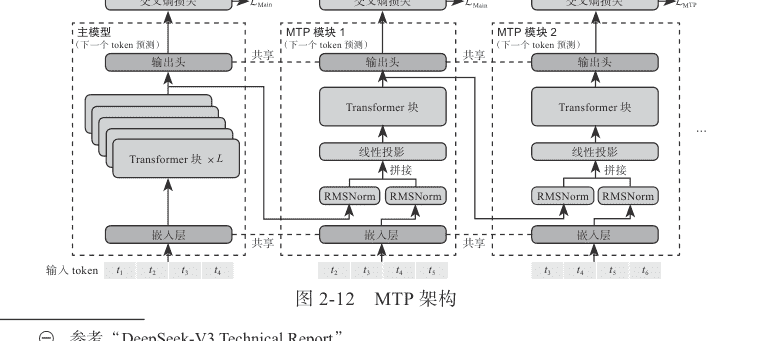 交叉熵损失 L_Main 交叉熵损失 L_Main 交叉熵损失 L_MTP
主模型 MTP 模块 1 MTP 模块 2
（下一个 token 预测） （下一个 token 预测） （下一个 token 预测）
输出头 共享 输出头 共享 输出头
Transformer 块 Transformer 块
...
Transformer 块 ×L 线性投影 线性投影
拼接 拼接
RMSNorm RMSNorm RMSNorm RMSNorm
嵌入层 共享 嵌入层 共享 嵌入层
输入 token t1 t2 t3 t4 t2 t3 t4 t5 t3 t4 t5 t6
图 2-12 MTP 架构
㊀ 参考“DeepSeek-V3 Technical Report”